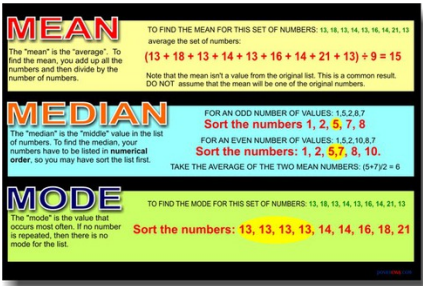 MEAN
The "mean" is the "average". To
find the mean, you add up all the
numbers and then divide by the
number of numbers.
TO FIND THE MEAN FOR THIS SET OF NUMBERS: 13, 18, 13, 14, 13, 16, 14, 21, 13
average the set of numbers:
(13 + 18 + 13 + 14 + 13 + 16 + 14 + 21 + 13) ÷ 9 = 15
Note that the mean isn't a value from the original list. This is a common result.
DO NOT assume that the mean will be one of the original numbers.
MEDIAN
The "median" is the "middle" value in the list
of numbers. To find the median, your
numbers have to be listed in numerical
order, so you may have sort the list first.
FOR AN ODD NUMBER OF VALUES: 1,5,2,8,7
Sort the numbers 1, 2, 5, 7, 8
FOR AN EVEN NUMBER OF VALUES: 1,5,2,10,8,7
Sort the numbers: 1, 2, 5,7, 8, 10.
TAKE THE AVERAGE OF THE TWO MEAN NUMBERS: (5+7)/2 = 6
MODE
The "mode" is the value that
occurs most often. If no number
is repeated, then there is no
mode for the list.
TO FIND THE MODE FOR THIS SET OF NUMBERS: 13, 18, 13, 14, 13, 16, 14, 21, 13
Sort the numbers: 13, 13, 13, 13, 14, 14, 16, 18, 21